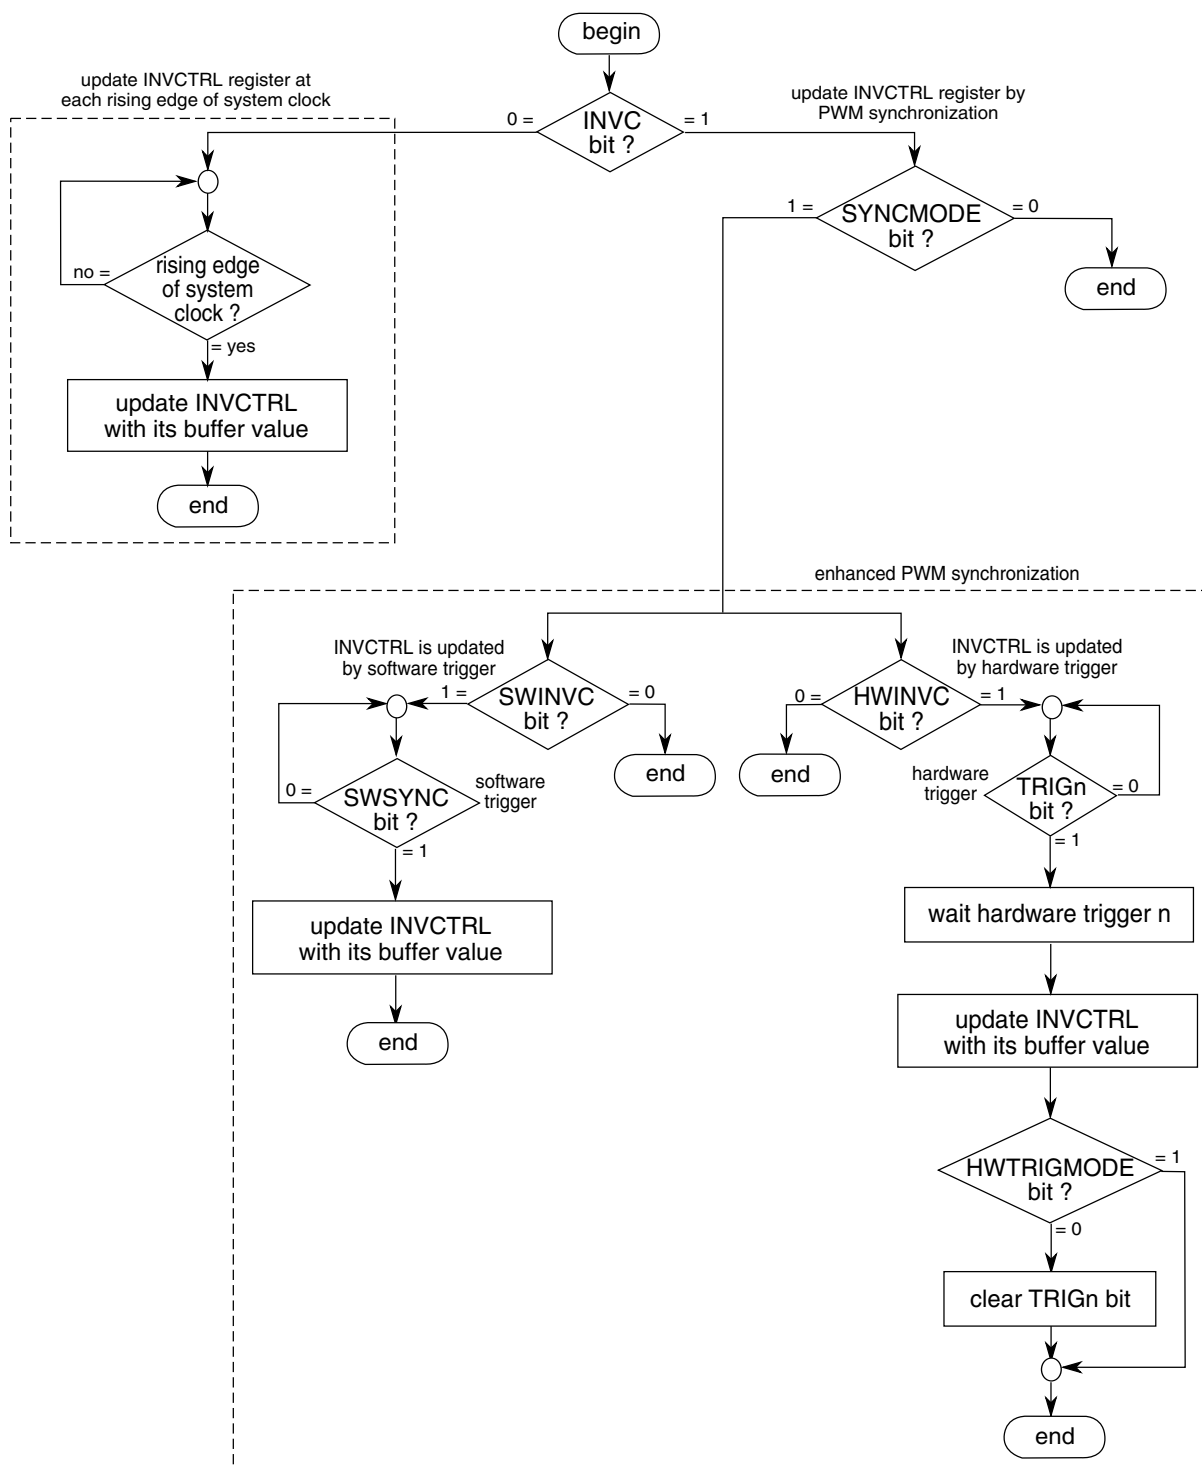 begin
update INVCTRL register at
each rising edge of system clock
update INVCTRL register by
PWM synchronization
0 =
INVC
bit ?
= 1
1 =
SYNCMODE
bit ?
= 0
end
no =
rising edge
of system
clock ?
= yes
update INVCTRL
with its buffer value
end
enhanced PWM synchronization
INVCTRL is updated
by software trigger
INVCTRL is updated
by hardware trigger
1 =
SWINVC
bit ?
= 0
end
0 =
HWINVC
bit ?
= 1
end
0 =
SWSYNC
bit ?
software
trigger
= 1
hardware
trigger
TRIGn
bit ?
= 0
= 1
update INVCTRL
with its buffer value
end
wait hardware trigger n
update INVCTRL
with its buffer value
HWTRIGMODE
bit ?
= 1
= 0
clear TRIGn bit
end